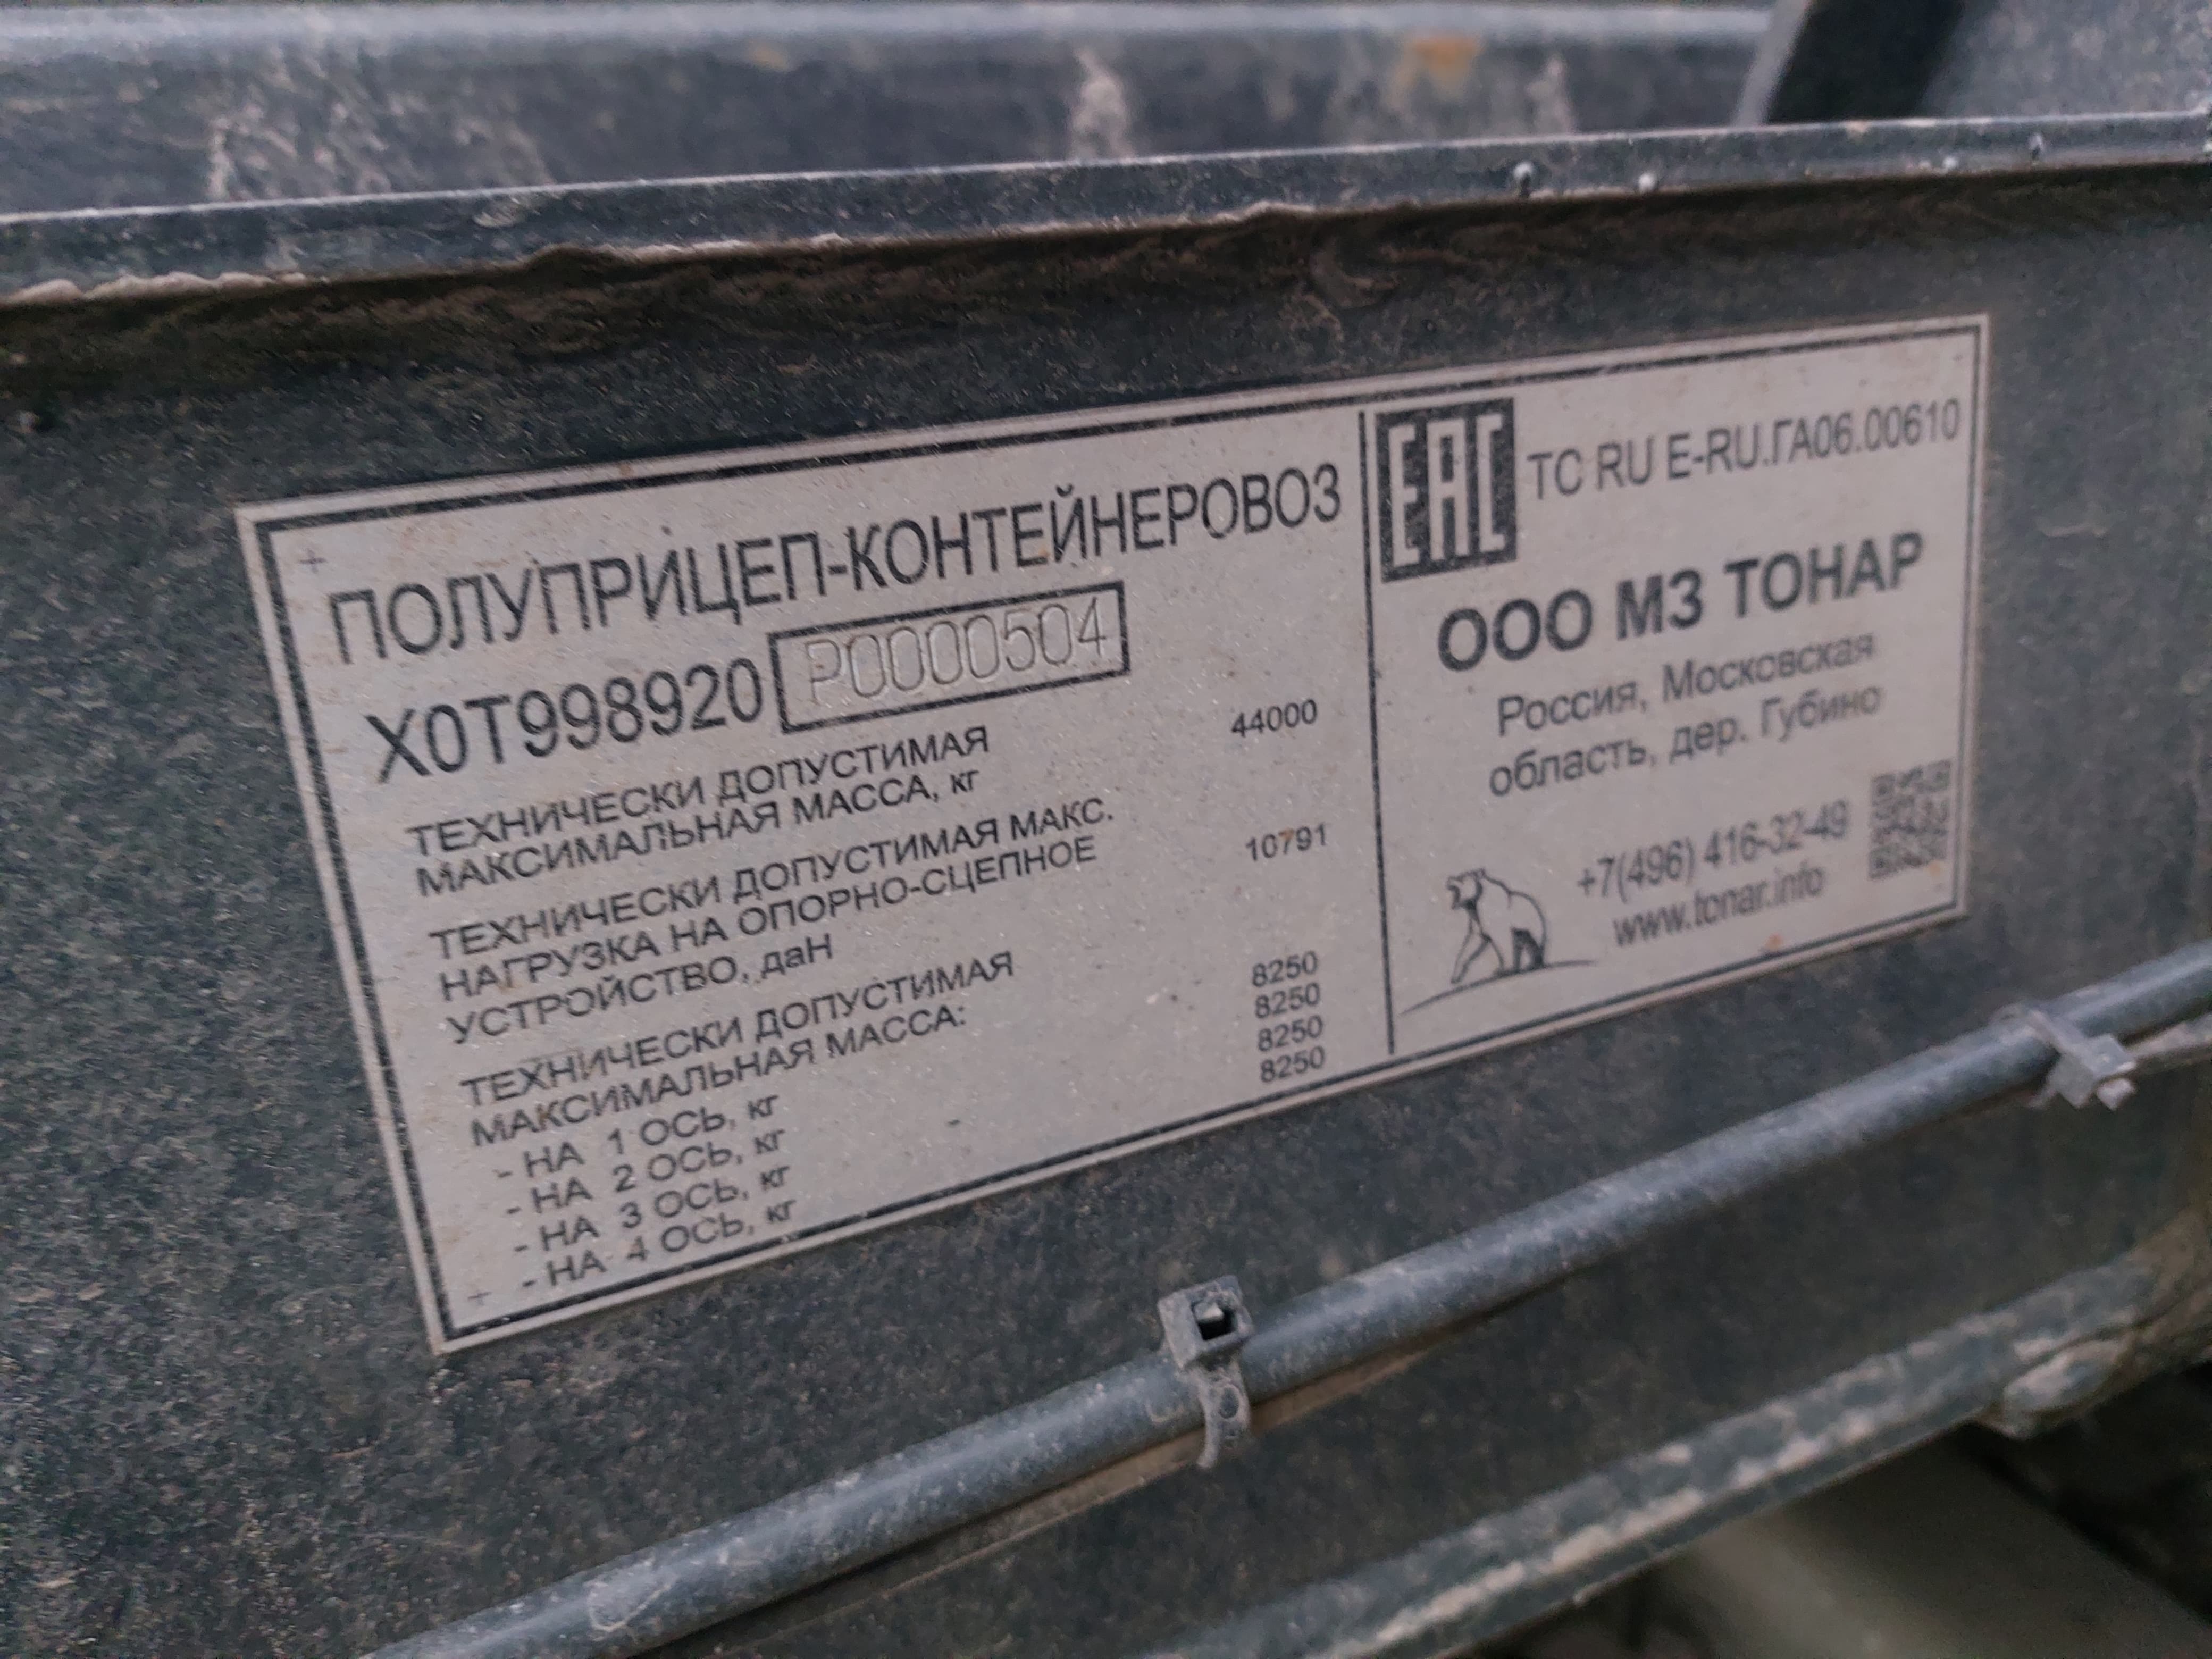 ПОЛУПРИЦЕП-КОНТЕЙНЕРОВОЗ
X0T998920 P0000504
ТЕХНИЧЕСКИ ДОПУСТИМАЯ
МАКСИМАЛЬНАЯ МАССА, кг 44000
ТЕХНИЧЕСКИ ДОПУСТИМАЯ МАКС.
НАГРУЗКА НА ОПОРНО-СЦЕПНОЕ 10791
УСТРОЙСТВО, даН
ТЕХНИЧЕСКИ ДОПУСТИМАЯ
МАКСИМАЛЬНАЯ МАССА:
- НА 1 ОСЬ, кг 8250
- НА 2 ОСЬ, кг 8250
- НА 3 ОСЬ, кг 8250
- НА 4 ОСЬ, кг 8250
EAC ТС RU E-RU.ГА06.00610
ООО МЗ ТОНАР
Россия, Московская
область, дер. Губино
+7(496) 416-32-49
www.tonar.info